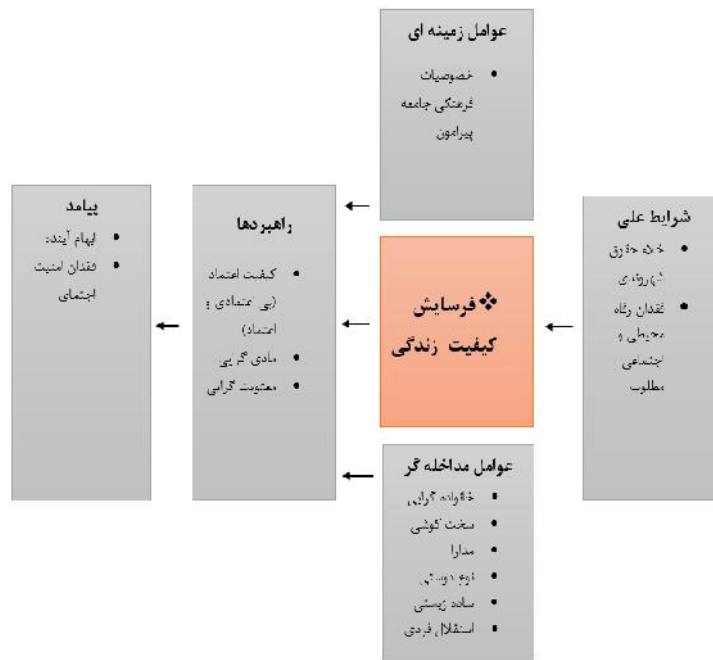 عوامل زمینه ای
خصوصیات
فرهنگی جامعه
پیرامون
شرایط علی
خلاء حقوق
شهروندی
فقدان رفاه
محیطی و
اجتماعی
مطلوب
❖ فرسایش
کیفیت زندگی
عوامل مداخله گر
خانواده گرایی
سخت کوشی
مدارا
نوع دوستی
ساده زیستی
استقلال فردی
راهبردها
کیفیت اعتماد
(بی اعتمادی و
اعتماد)
مادی گرایی
معنویت گرایی
پیامد
ابهام آینده
فقدان امنیت
اجتمای